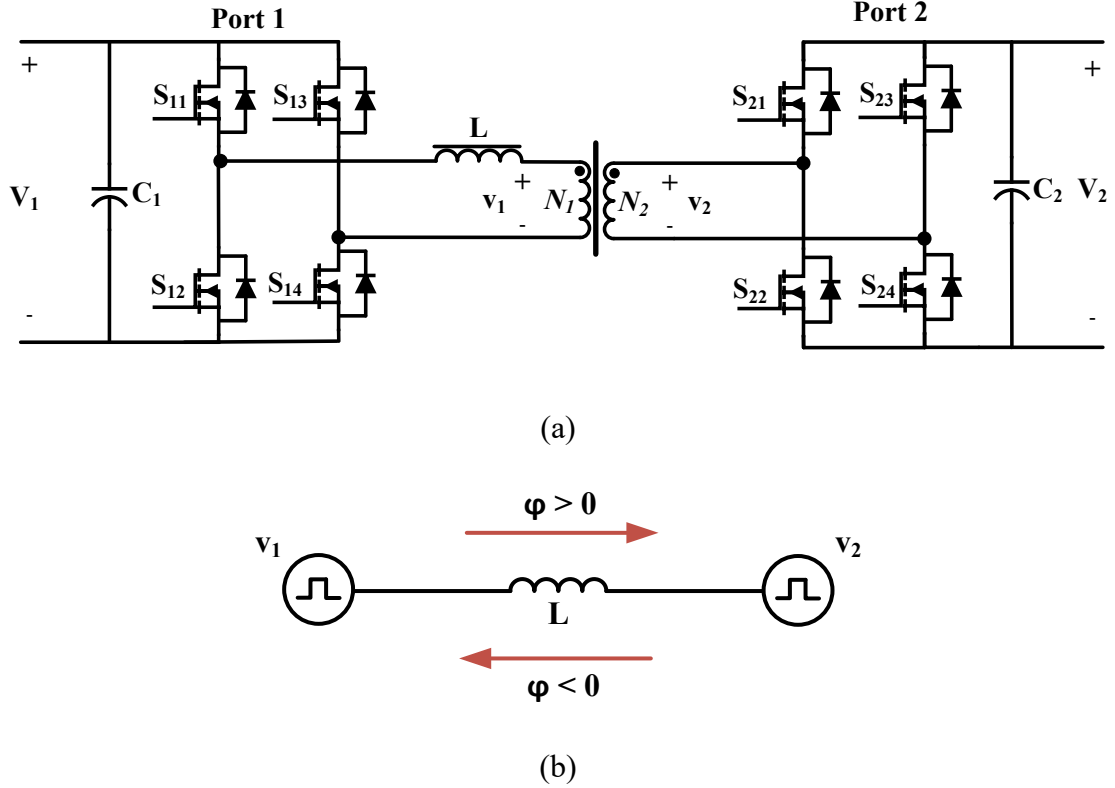 Port 1
Port 2
+
+
S11
S13
S21
S23
L
+
+
V1
C1
v1
N1
N2
v2
C2
V2
-
-
S12
S14
S22
S24
-
-
(a)
φ > 0
v1
v2
L
φ < 0
(b)